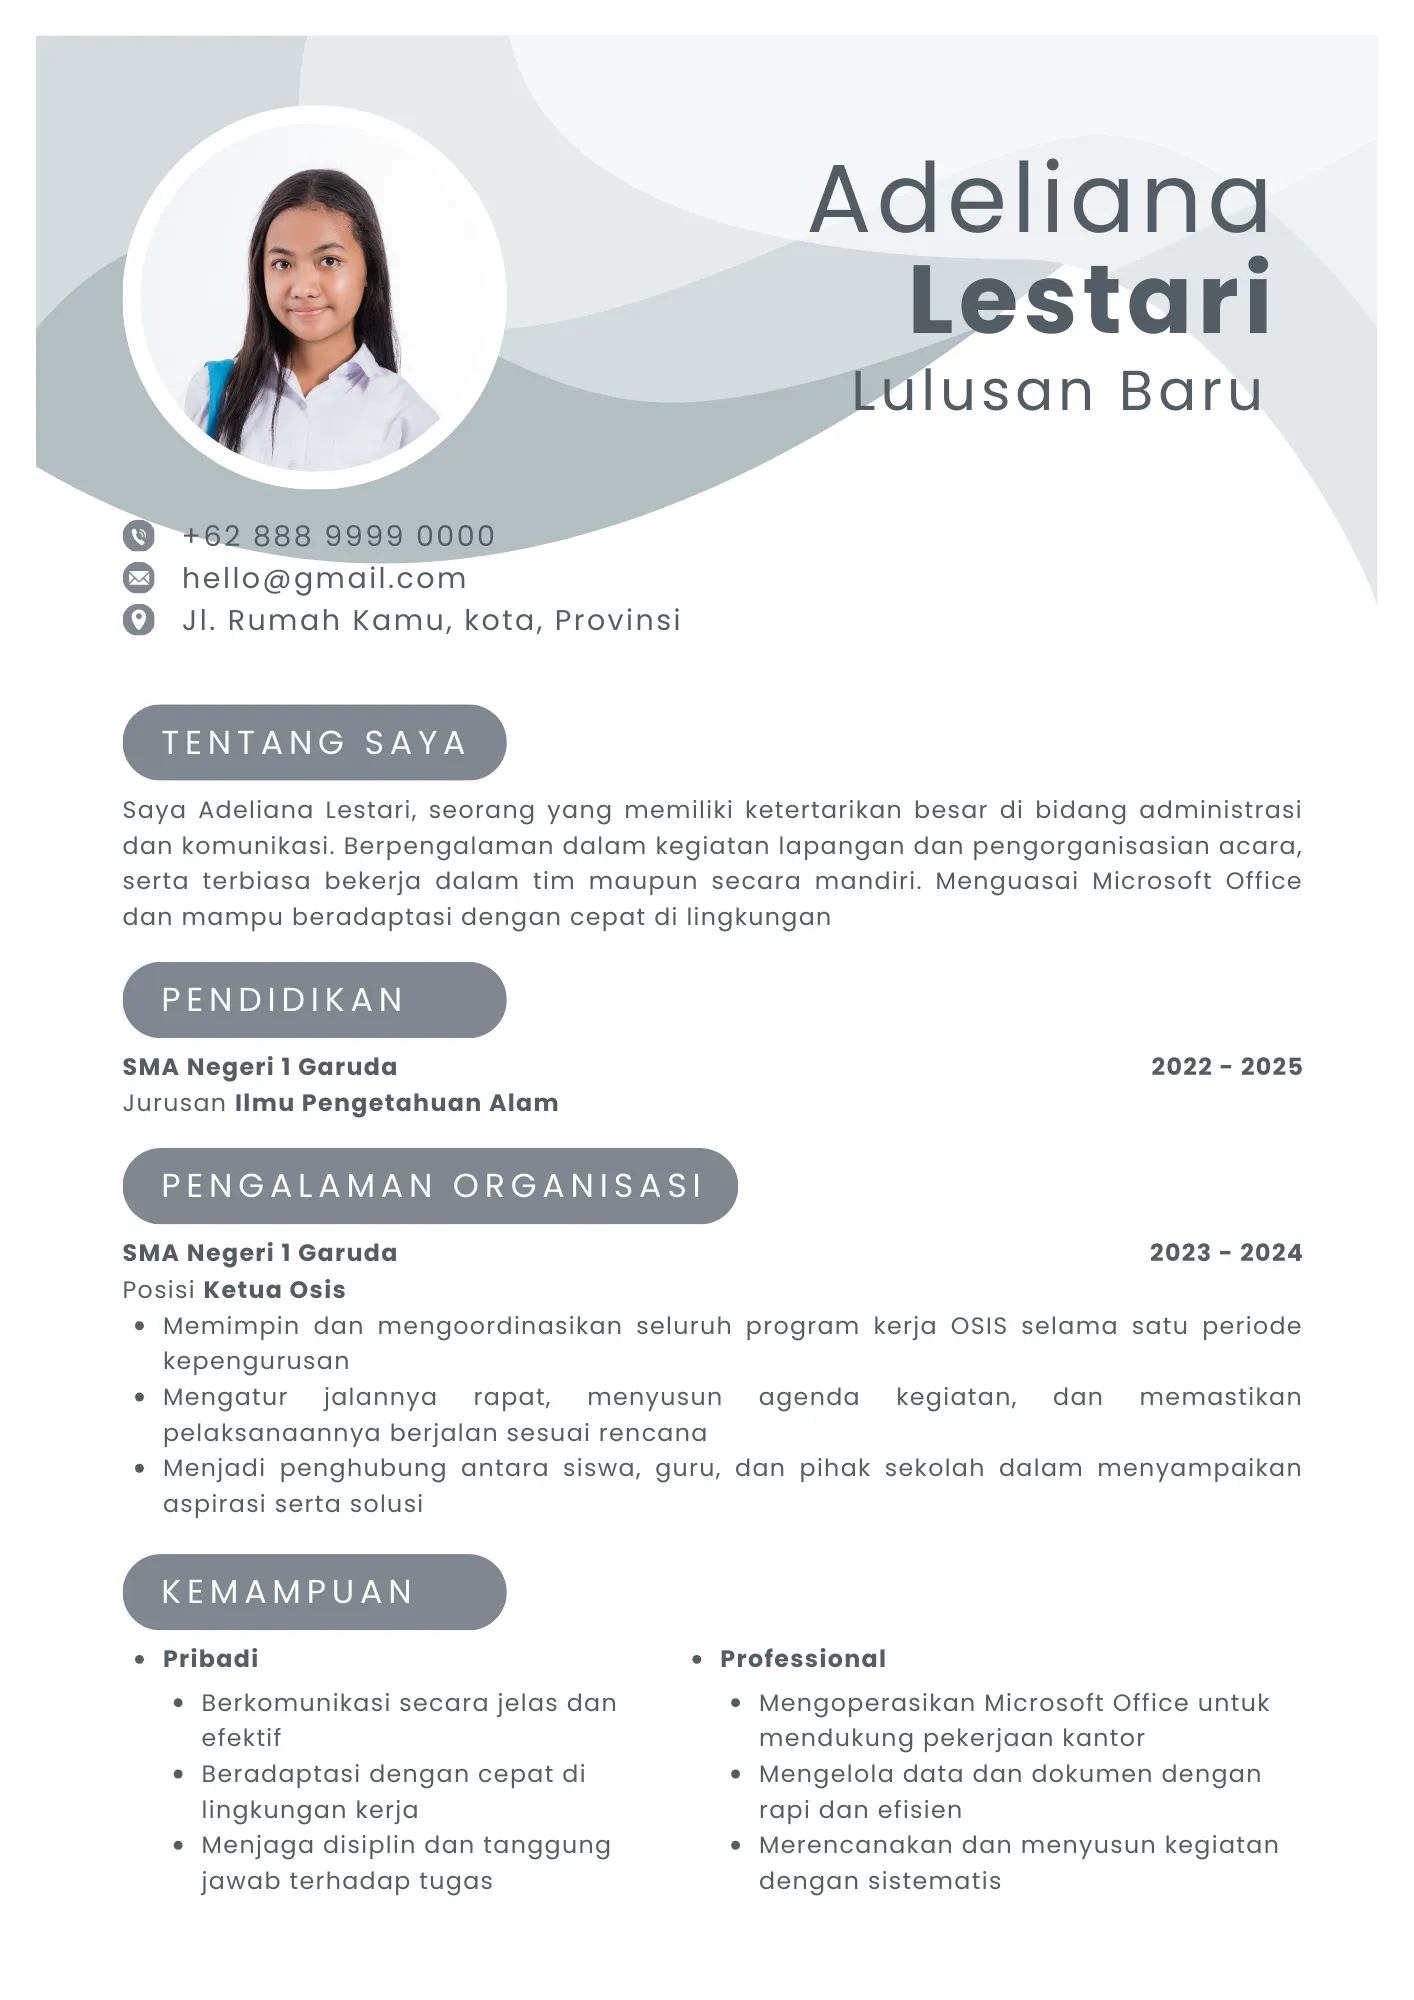 Adeliana
Lestari
Lulusan Baru
+62 888 9999 0000
hello@gmail.com
Jl. Rumah Kamu, kota, Provinsi
TENTANG SAYA
Saya Adeliana Lestari, seorang yang memiliki ketertarikan besar di bidang administrasi
dan komunikasi. Berpengalaman dalam kegiatan lapangan dan pengorganisasian acara,
serta terbiasa bekerja dalam tim maupun secara mandiri. Menguasai Microsoft Office
dan mampu beradaptasi dengan cepat di lingkungan
PENDIDIKAN
SMA Negeri 1 Garuda 2022 - 2025
Jurusan Ilmu Pengetahuan Alam
PENGALAMAN ORGANISASI
SMA Negeri 1 Garuda 2023 - 2024
Posisi Ketua Osis
• Memimpin dan mengoordinasikan seluruh program kerja OSIS selama satu periode
kepengurusan
• Mengatur jalannya rapat, menyusun agenda kegiatan, dan memastikan
pelaksanaannya berjalan sesuai rencana
• Menjadi penghubung antara siswa, guru, dan pihak sekolah dalam menyampaikan
aspirasi serta solusi
KEMAMPUAN
• Pribadi
• Berkomunikasi secara jelas dan
efektif
• Beradaptasi dengan cepat di
lingkungan kerja
• Menjaga disiplin dan tanggung
jawab terhadap tugas
• Professional
• Mengoperasikan Microsoft Office untuk
mendukung pekerjaan kantor
• Mengelola data dan dokumen dengan
rapi dan efisien
• Merencanakan dan menyusun kegiatan
dengan sistematis